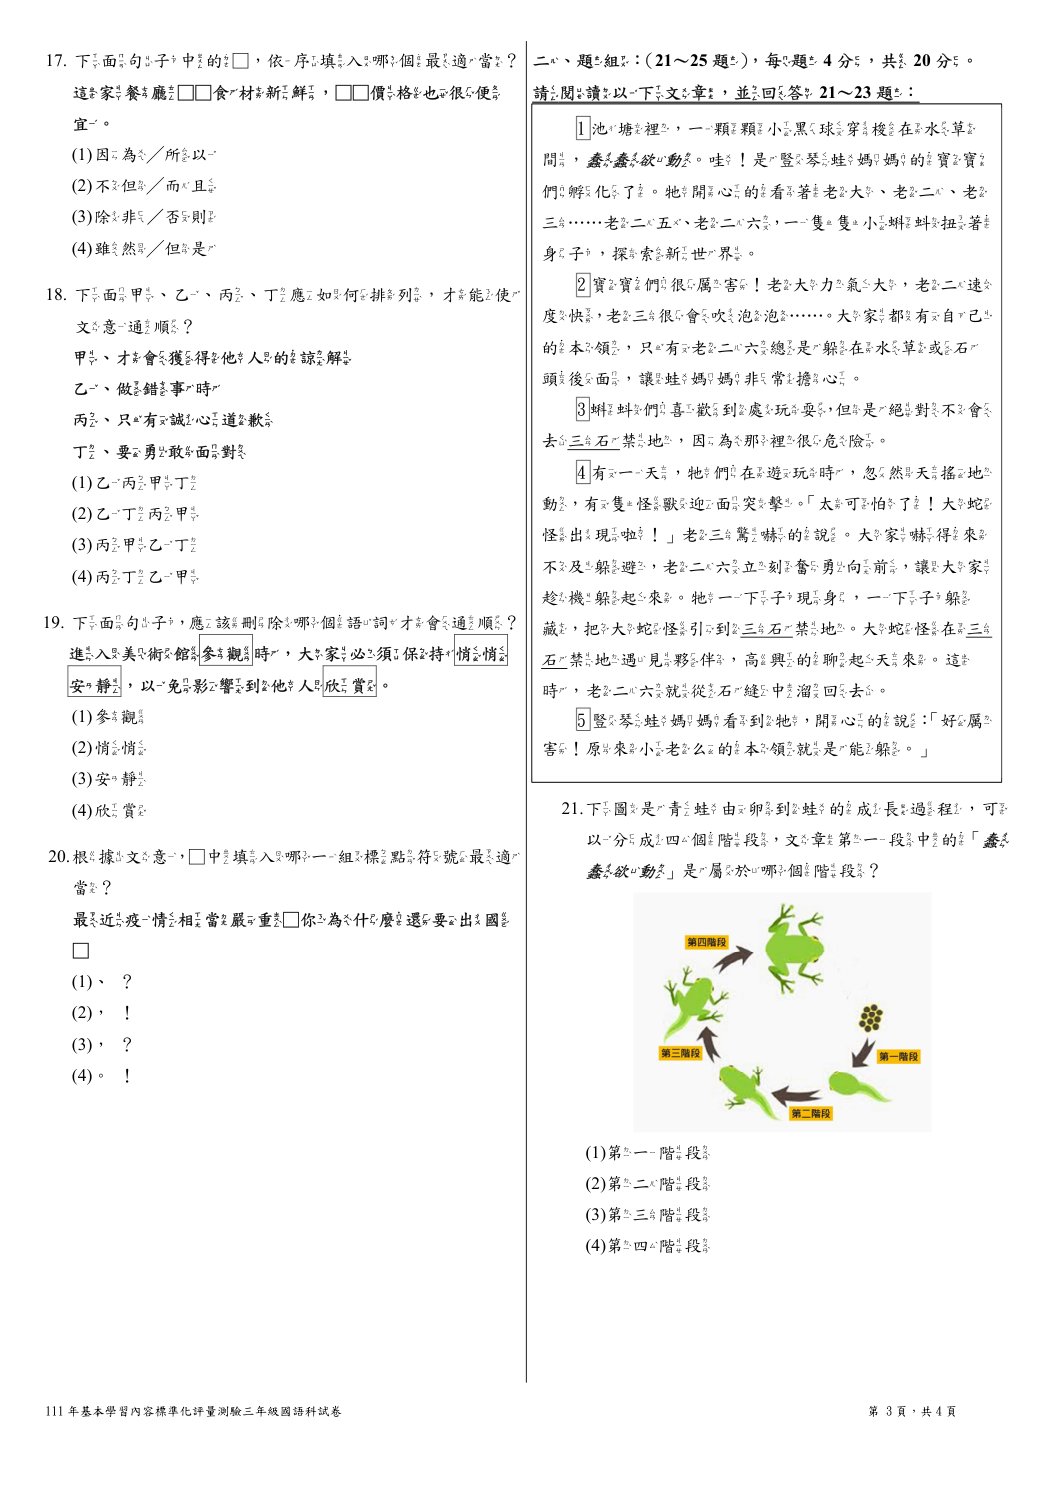 17. 下面句子中的□，依序填入哪個最適當？
這家餐廳□□食材新鮮，□□價格也很便
宜。
(1)因為／所以
(2)不但／而且
(3)除非／否則
(4)雖然／但是
18. 下面甲、乙、丙、丁應如何排列，才能使
文意通順？
甲、才會獲得他人的諒解
乙、做錯事時
丙、只有誠心道歉
丁、要勇敢面對
(1)乙丙甲丁
(2)乙丁丙甲
(3)丙甲乙丁
(4)丙丁乙甲
19. 下面句子，應該刪除哪個語詞才會通順？
進入美術館參觀時，大家必須保持悄悄
安靜，以免影響到他人欣賞。
(1)參觀
(2)悄悄
(3)安靜
(4)欣賞
20.根據文意，□中填入哪一組標點符號最適
當？
最近疫情相當嚴重□你為什麼還要出國
□
(1)、 ？
(2)， ！
(3)， ？
(4)。 ！
二、題組：（21～25 題），每題 4 分，共 20 分。
請閱讀以下文章，並回答 21～23 題：
1池塘裡，一顆顆小黑球穿梭在水草
間，蠢蠢欲動。哇！是豎琴蛙媽媽的寶寶
們孵化了。牠開心的看著老大、老二、老
三……老二五、老二六，一隻隻小蝌蚪扭著
身子，探索新世界。
2寶寶們很厲害！老大力氣大，老二速
度快，老三很會吹泡泡……。大家都有自己
的本領，只有老二六總是躲在水草或石
頭後面，讓蛙媽媽非常擔心。
3蝌蚪們喜歡到處玩耍，但是絕對不會
去三石禁地，因為那裡很危險。
4有一天，牠們在遊玩時，忽然天搖地
動，有隻怪獸迎面突擊。「太可怕了！大蛇
怪出現啦！」老三驚嚇的說。大家嚇得來
不及躲避，老二六立刻奮勇向前，讓大家
趁機躲起來。牠一下子現身，一下子躲
藏，把大蛇怪引到三石禁地。大蛇怪在三
石禁地遇見夥伴，高興的聊起天來。這
時，老二六就從石縫中溜回去。
5豎琴蛙媽媽看到牠，開心的說：「好厲
害！原來小老么的本領就是能躲。」
21.下圖是青蛙由卵到蛙的成長過程，可
以分成四個階段，文章第一段中的「蠢
蠢欲動」是屬於哪個階段？
第四階段
第三階段
第一階段
第二階段
(1)第一階段
(2)第二階段
(3)第三階段
(4)第四階段
111 年基本學習內容標準化評量測驗三年級國語科試卷
第 3 頁，共 4 頁